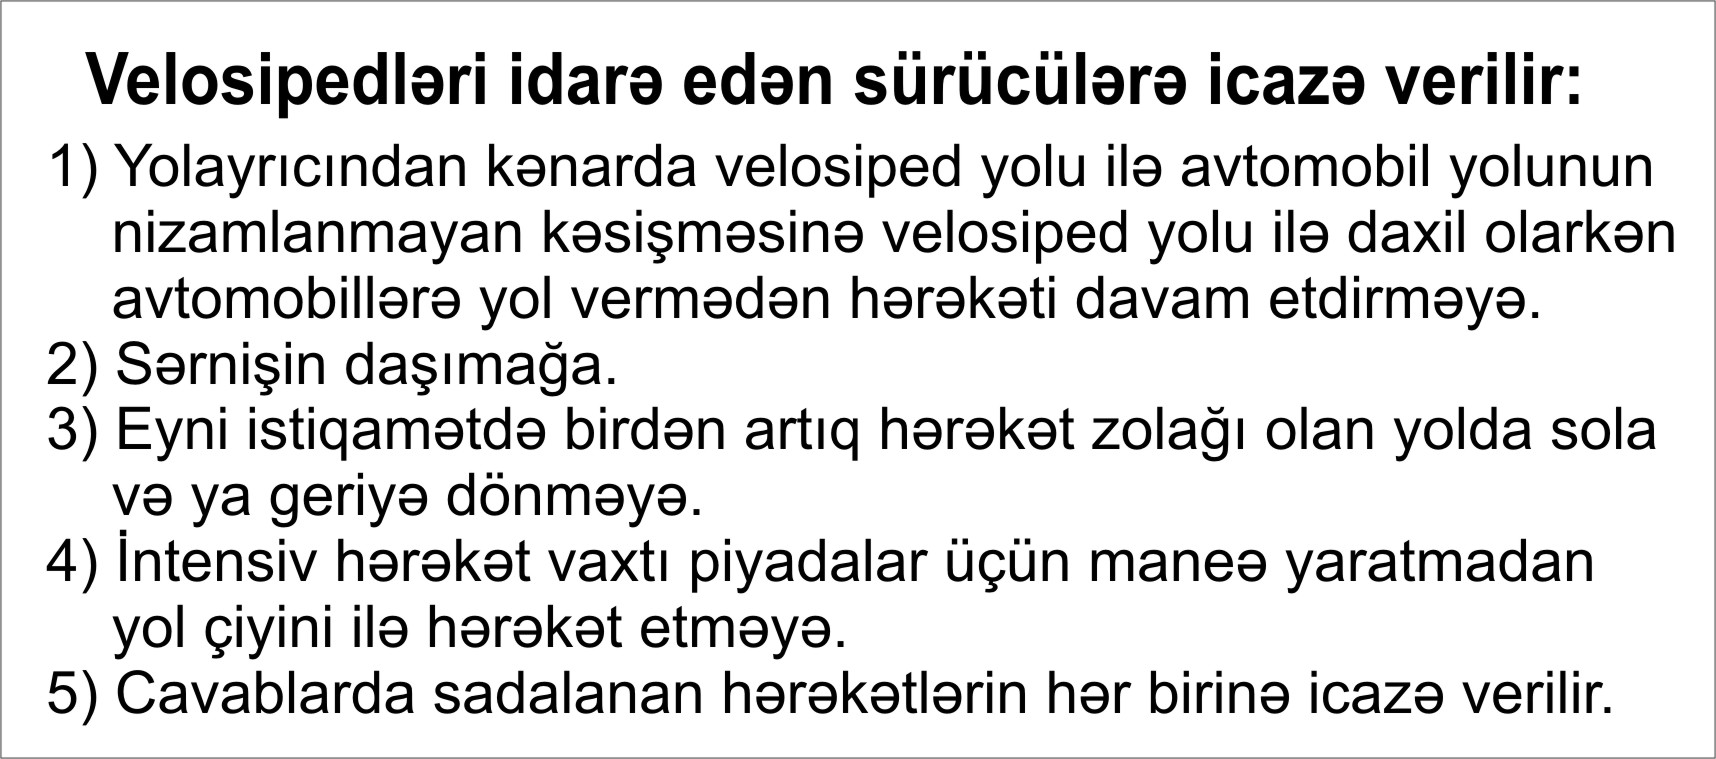 Velosipedləri idarə edən sürücülərə icazə verilir:
1) Yolayrıcından kənarda velosiped yolu ilə avtomobil yolunun
nizamlanmayan kəsişməsinə velosiped yolu ilə daxil olarkən
avtomobillərə yol vermədən hərəkəti davam etdirməyə.
2) Sərnişin daşımağa.
3) Eyni istiqamətdə birdən artıq hərəkət zolağı olan yolda sola
və ya geriyə dönməyə.
4) İntensiv hərəkət vaxtı piyadalar üçün maneə yaratmadan
yol çiyini ilə hərəkət etməyə.
5) Cavablarda sadalanan hərəkətlərin hər birinə icazə verilir.